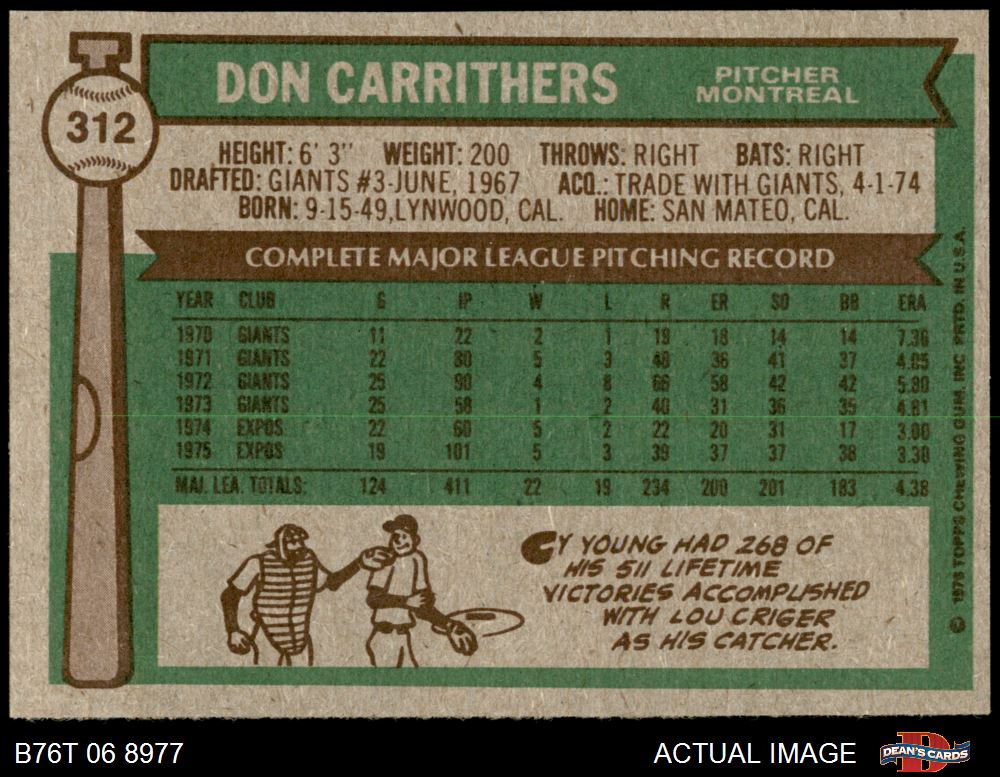 DON CARRITHERS
PITCHER
MONTREAL
312
HEIGHT: 6' 3" WEIGHT: 200 THROWS: RIGHT BATS: RIGHT
DRAFTED: GIANTS #3-JUNE, 1967 ACQ.: TRADE WITH GIANTS, 4-1-74
BORN: 9-15-49, LYNWOOD, CAL. HOME: SAN MATEO, CAL.
COMPLETE MAJOR LEAGUE PITCHING RECORD
YEAR CLUB G IP W L R ER SO BB ERA
1970 GIANTS 11 22 2 1 19 18 14 14 7.36
1971 GIANTS 22 80 5 3 40 36 41 37 4.05
1972 GIANTS 25 90 4 8 66 58 42 42 5.80
1973 GIANTS 25 58 1 2 40 31 36 35 4.81
1974 EXPOS 22 60 5 2 22 20 31 17 3.00
1975 EXPOS 19 101 5 3 39 37 37 38 3.30
MAJ. LEA. TOTALS: 124 411 22 19 234 200 201 183 4.38
CY YOUNG HAD 268 OF
HIS 511 LIFETIME
VICTORIES ACCOMPLISHED
WITH LOU CRIGER
AS HIS CATCHER.
© 1976 TOPPS CHEWING GUM, INC. PRTD. IN U.S.A.
B76T 06 8977
ACTUAL IMAGE
DEAN'S CARDS